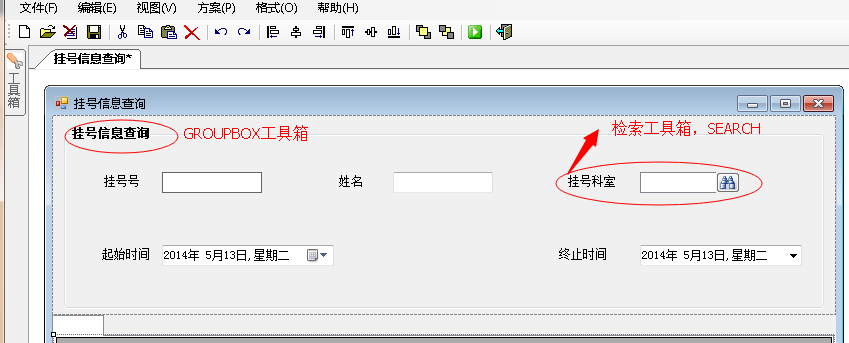 文件(F) 编辑(E) 视图(V) 方案(P) 格式(O) 帮助(H)
挂号信息查询*
工具箱
挂号信息查询
挂号信息查询 GROUPBOX工具箱 检索工具箱，SEARCH
挂号号 姓名 挂号科室
起始时间 2014年 5月13日,星期二 终止时间 2014年 5月13日,星期二